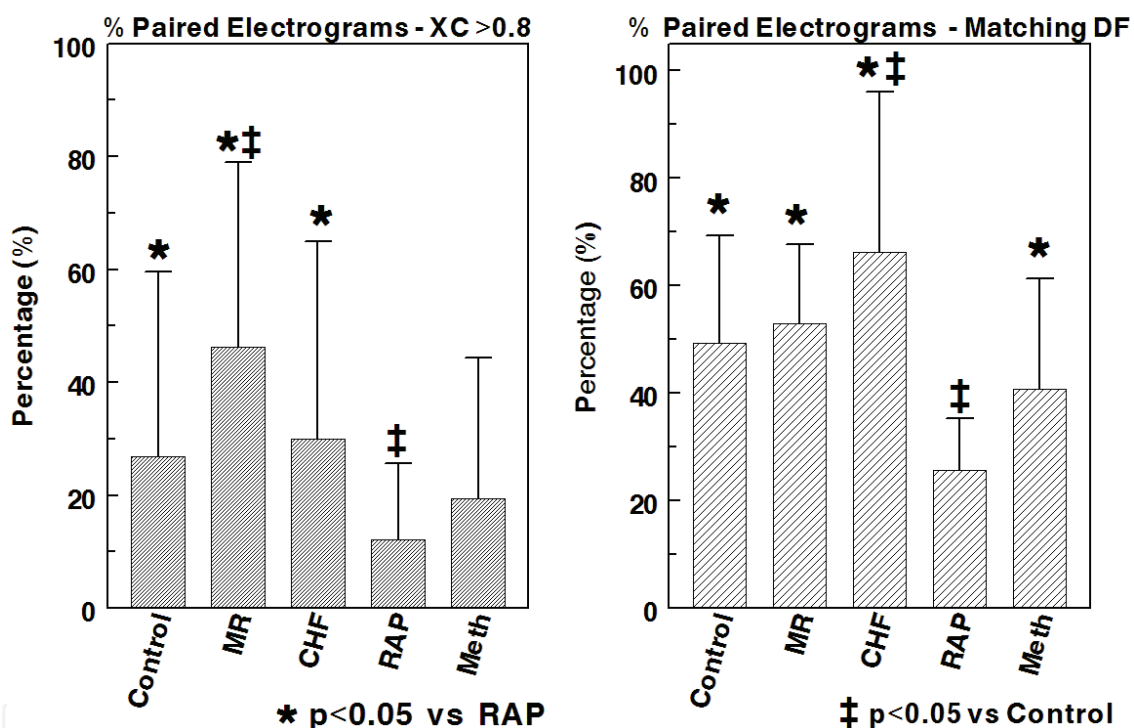 % Paired Electrograms - XC >0.8
100
80
60
40
20
0
Percentage (%)
*
*‡
*
‡
Control
MR
CHF
RAP
Meth
* p<0.05 vs RAP
% Paired Electrograms - Matching DF
100
80
60
40
20
0
Percentage (%)
*
*
*‡
‡
*
Control
MR
CHF
RAP
Meth
‡ p<0.05 vs Control